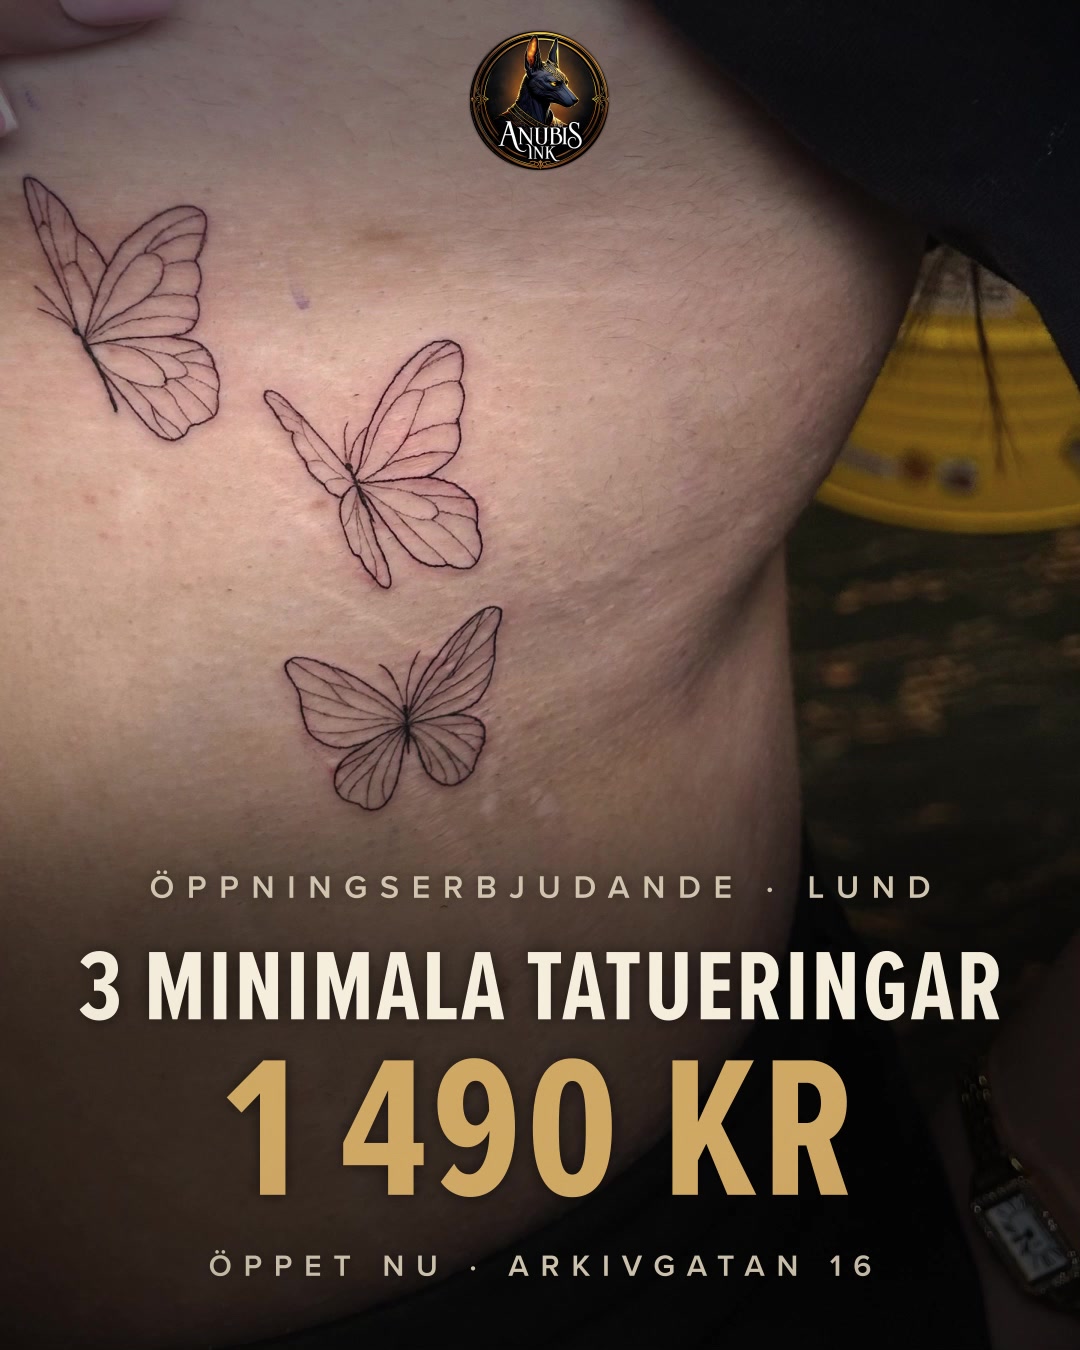 ANUBIS
INK
ÖPPNINGSERBJUDANDE · LUND
3 MINIMALA TATUERINGAR
1 490 KR
ÖPPET NU · ARKIVGATAN 16